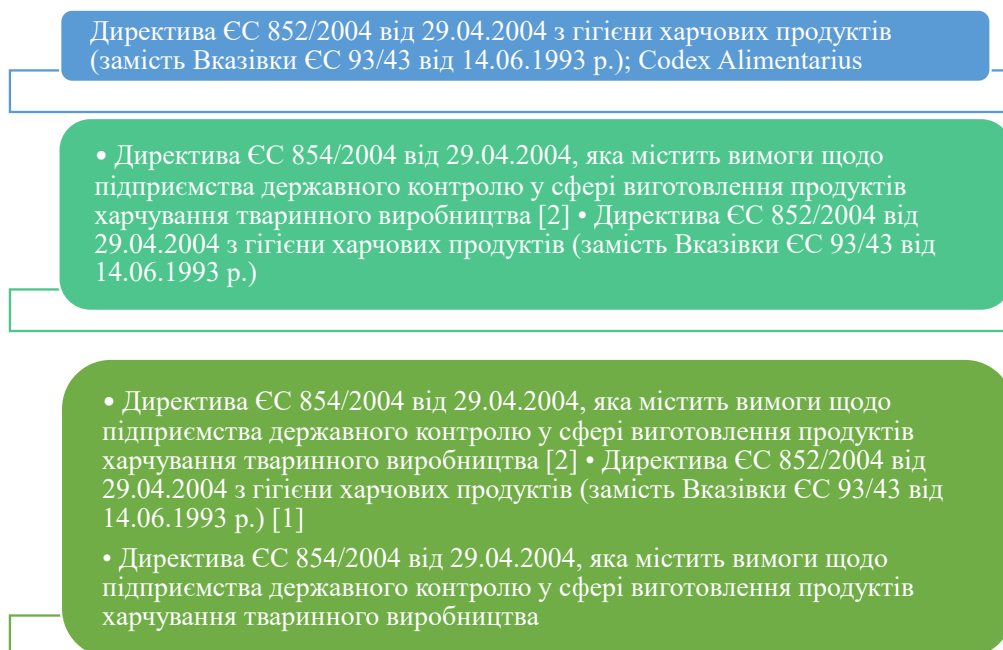 Директива ЄС 852/2004 від 29.04.2004 з гігієни харчових продуктів
(замість Вказівки ЄС 93/43 від 14.06.1993 р.); Codex Alimentarius
• Директива ЄС 854/2004 від 29.04.2004, яка містить вимоги щодо
підприємства державного контролю у сфері виготовлення продуктів
харчування тваринного виробництва [2] • Директива ЄС 852/2004 від
29.04.2004 з гігієни харчових продуктів (замість Вказівки ЄС 93/43 від
14.06.1993 р.)
• Директива ЄС 854/2004 від 29.04.2004, яка містить вимоги щодо
підприємства державного контролю у сфері виготовлення продуктів
харчування тваринного виробництва [2] • Директива ЄС 852/2004 від
29.04.2004 з гігієни харчових продуктів (замість Вказівки ЄС 93/43 від
14.06.1993 р.) [1]
• Директива ЄС 854/2004 від 29.04.2004, яка містить вимоги щодо
підприємства державного контролю у сфері виготовлення продуктів
харчування тваринного виробництва